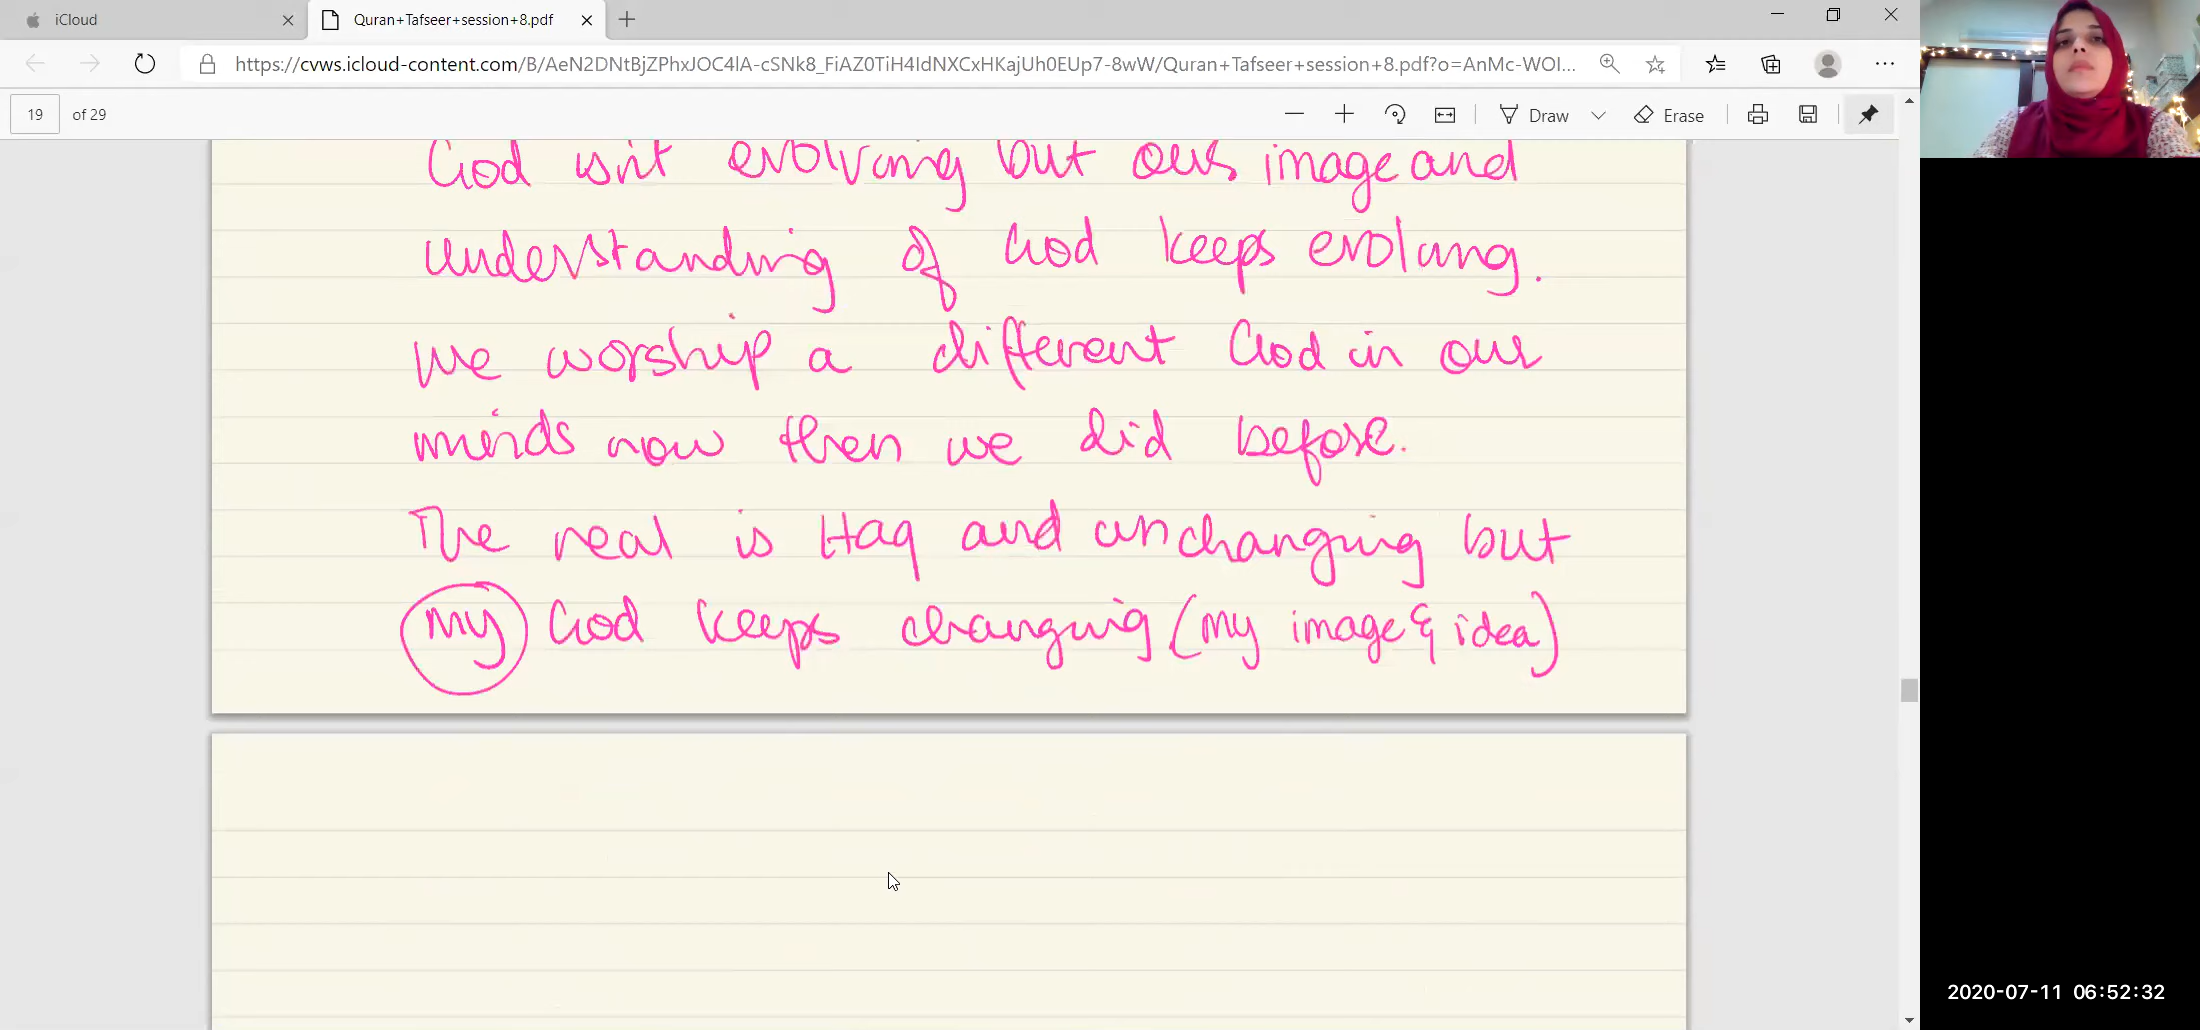 iCloud
Quran+Tafseer+session+8.pdf
https://cvws.icloud-content.com/B/AeN2DNtBjZPhxJOC4lA-cSNk8_FiAZ0TiH4IdNXCxHKajUh0EUp7-8wW/Quran+Tafseer+session+8.pdf?o=AnMc-WOI...
19 of 29
Draw
Erase
God isn't evolving but our image and
understanding of God keeps evolving.
We worship a different God in our
minds now then we did before.
The real is Haq and unchanging but
my God keeps changing (my image & idea)
2020-07-11 06:52:32